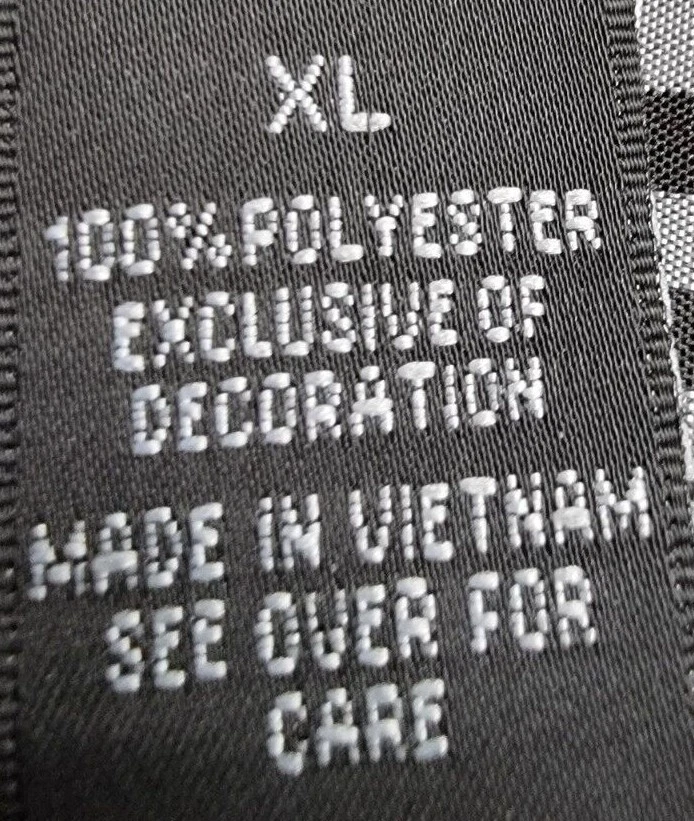 XL
100% POLYESTER
EXCLUSIVE OF
DECORATION
MADE IN VIETNAM
SEE OVER FOR
CARE